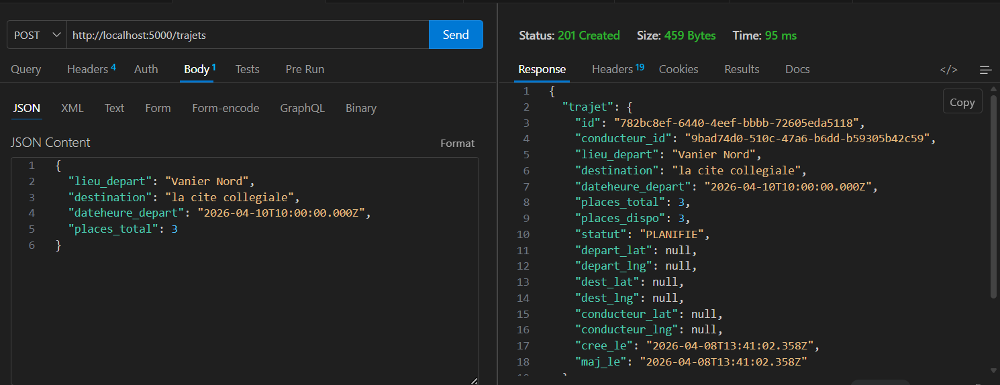 POST http://localhost:5000/trajets Send
Query Headers 4 Auth Body 1 Tests Pre Run
JSON XML Text Form Form-encode GraphQL Binary
JSON Content Format
1 {
2 "lieu_depart": "Vanier Nord",
3 "destination": "la cite collegiale",
4 "dateheure_depart": "2026-04-10T10:00:00.000Z",
5 "places_total": 3
6 }
Status: 201 Created Size: 459 Bytes Time: 95 ms
Response Headers 19 Cookies Results Docs </>
Copy
1 {
2 "trajet": {
3 "id": "782bc8ef-6440-4eef-bbbb-72605eda5118",
4 "conducteur_id": "9bad74d0-510c-47a6-b6dd-b59305b42c59",
5 "lieu_depart": "Vanier Nord",
6 "destination": "la cite collegiale",
7 "dateheure_depart": "2026-04-10T10:00:00.000Z",
8 "places_total": 3,
9 "places_dispo": 3,
10 "statut": "PLANIFIE",
11 "depart_lat": null,
12 "depart_lng": null,
13 "dest_lat": null,
14 "dest_lng": null,
15 "conducteur_lat": null,
16 "conducteur_lng": null,
17 "cree_le": "2026-04-08T13:41:02.358Z",
18 "maj_le": "2026-04-08T13:41:02.358Z"